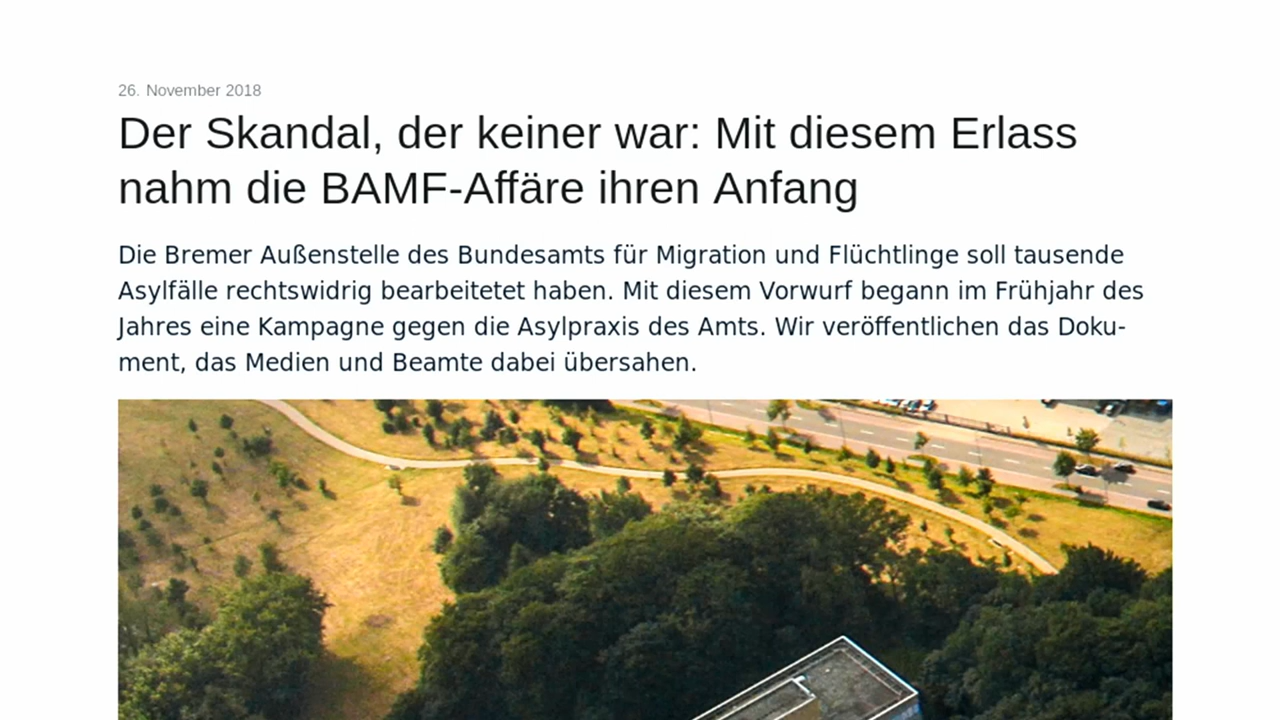 26. November 2018
Der Skandal, der keiner war: Mit diesem Erlass
nahm die BAMF-Affäre ihren Anfang
Die Bremer Außenstelle des Bundesamts für Migration und Flüchtlinge soll tausende
Asylfälle rechtswidrig bearbeitetet haben. Mit diesem Vorwurf begann im Frühjahr des
Jahres eine Kampagne gegen die Asylpraxis des Amts. Wir veröffentlichen das Doku-
ment, das Medien und Beamte dabei übersahen.